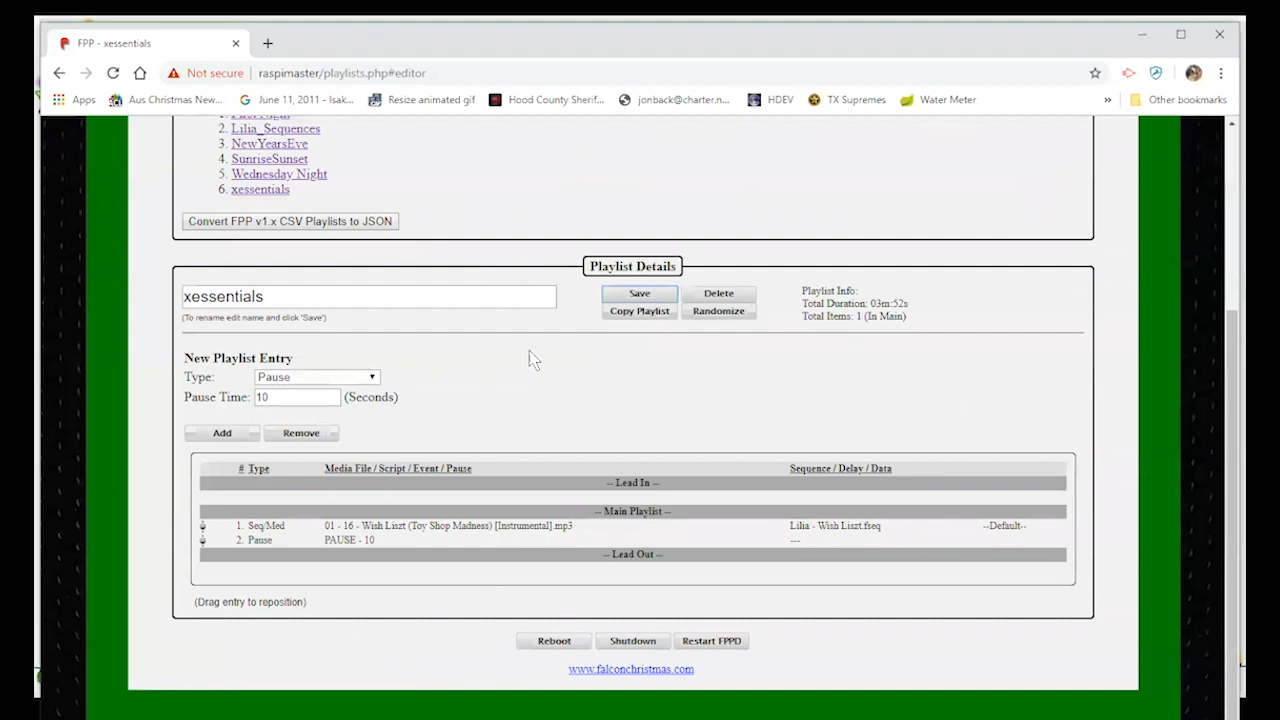 FPP - xessentials
Not secure raspimaster/playlists.php#editor
Apps Aus Christmas New... June 11, 2011 - Isak... Resize animated gif Hood County Sherif... jonback@charter.n... HDEV TX Supremes Water Meter » Other bookmarks
2. Lilia_Sequences
3. NewYearsEve
4. SunriseSunset
5. Wednesday Night
6. xessentials
Convert FPP v1.x CSV Playlists to JSON
Playlist Details
xessentials
(To rename edit name and click 'Save')
Save Delete
Copy Playlist Randomize
Playlist Info:
Total Duration: 03m:52s
Total Items: 1 (In Main)
New Playlist Entry
Type: Pause
Pause Time: 10 (Seconds)
Add Remove
# Type Media File / Script / Event / Pause Sequence / Delay / Data
-- Lead In --
-- Main Playlist --
1. Seq/Med 01 - 16 - Wish Liszt (Toy Shop Madness) [Instrumental].mp3 Lilia - Wish Liszt.fseq --Default--
2. Pause PAUSE - 10 ---
-- Lead Out --
(Drag entry to reposition)
Reboot Shutdown Restart FPPD
www.falconchristmas.com